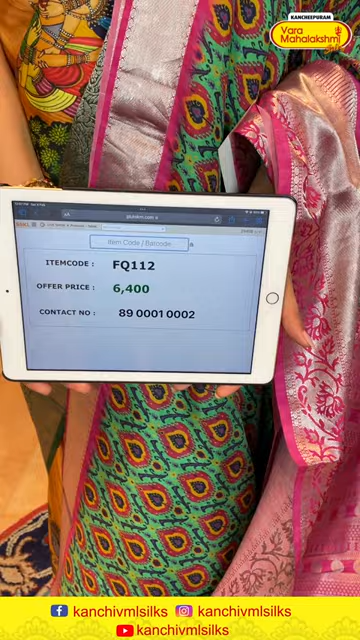 KANCHEEPURAM
Vara
Mahalakshmi
Item Code / Barcode
ITEMCODE : FQ112
OFFER PRICE : 6,400
CONTACT NO : 89 0001 0002
kanchivmlsilks kanchivmlsilks
kanchivmlsilks